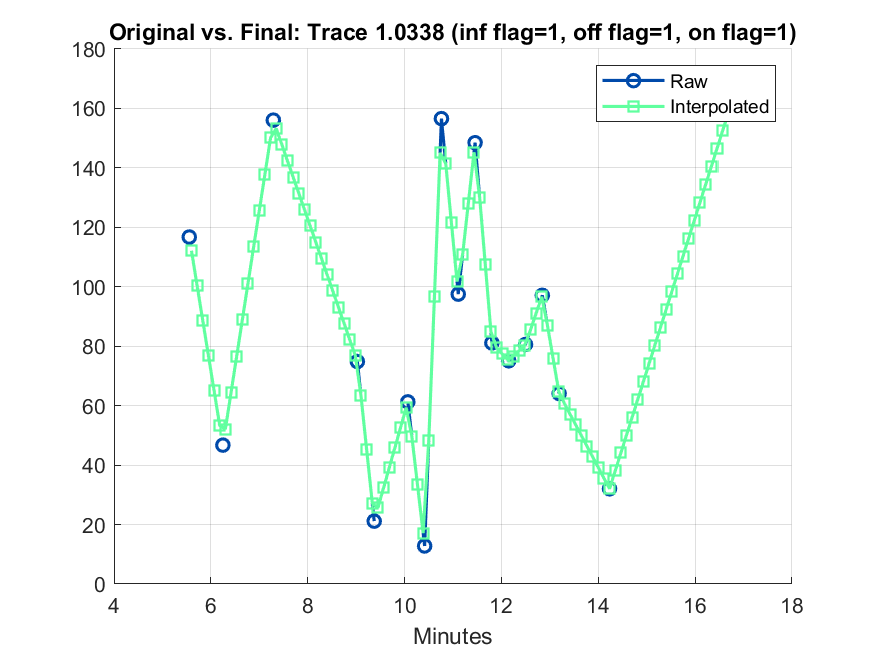 Original vs. Final: Trace 1.0338 (inf flag=1, off flag=1, on flag=1)
180
160
140
120
100
80
60
40
20
0
Raw
Interpolated
4 6 8 10 12 14 16 18
Minutes